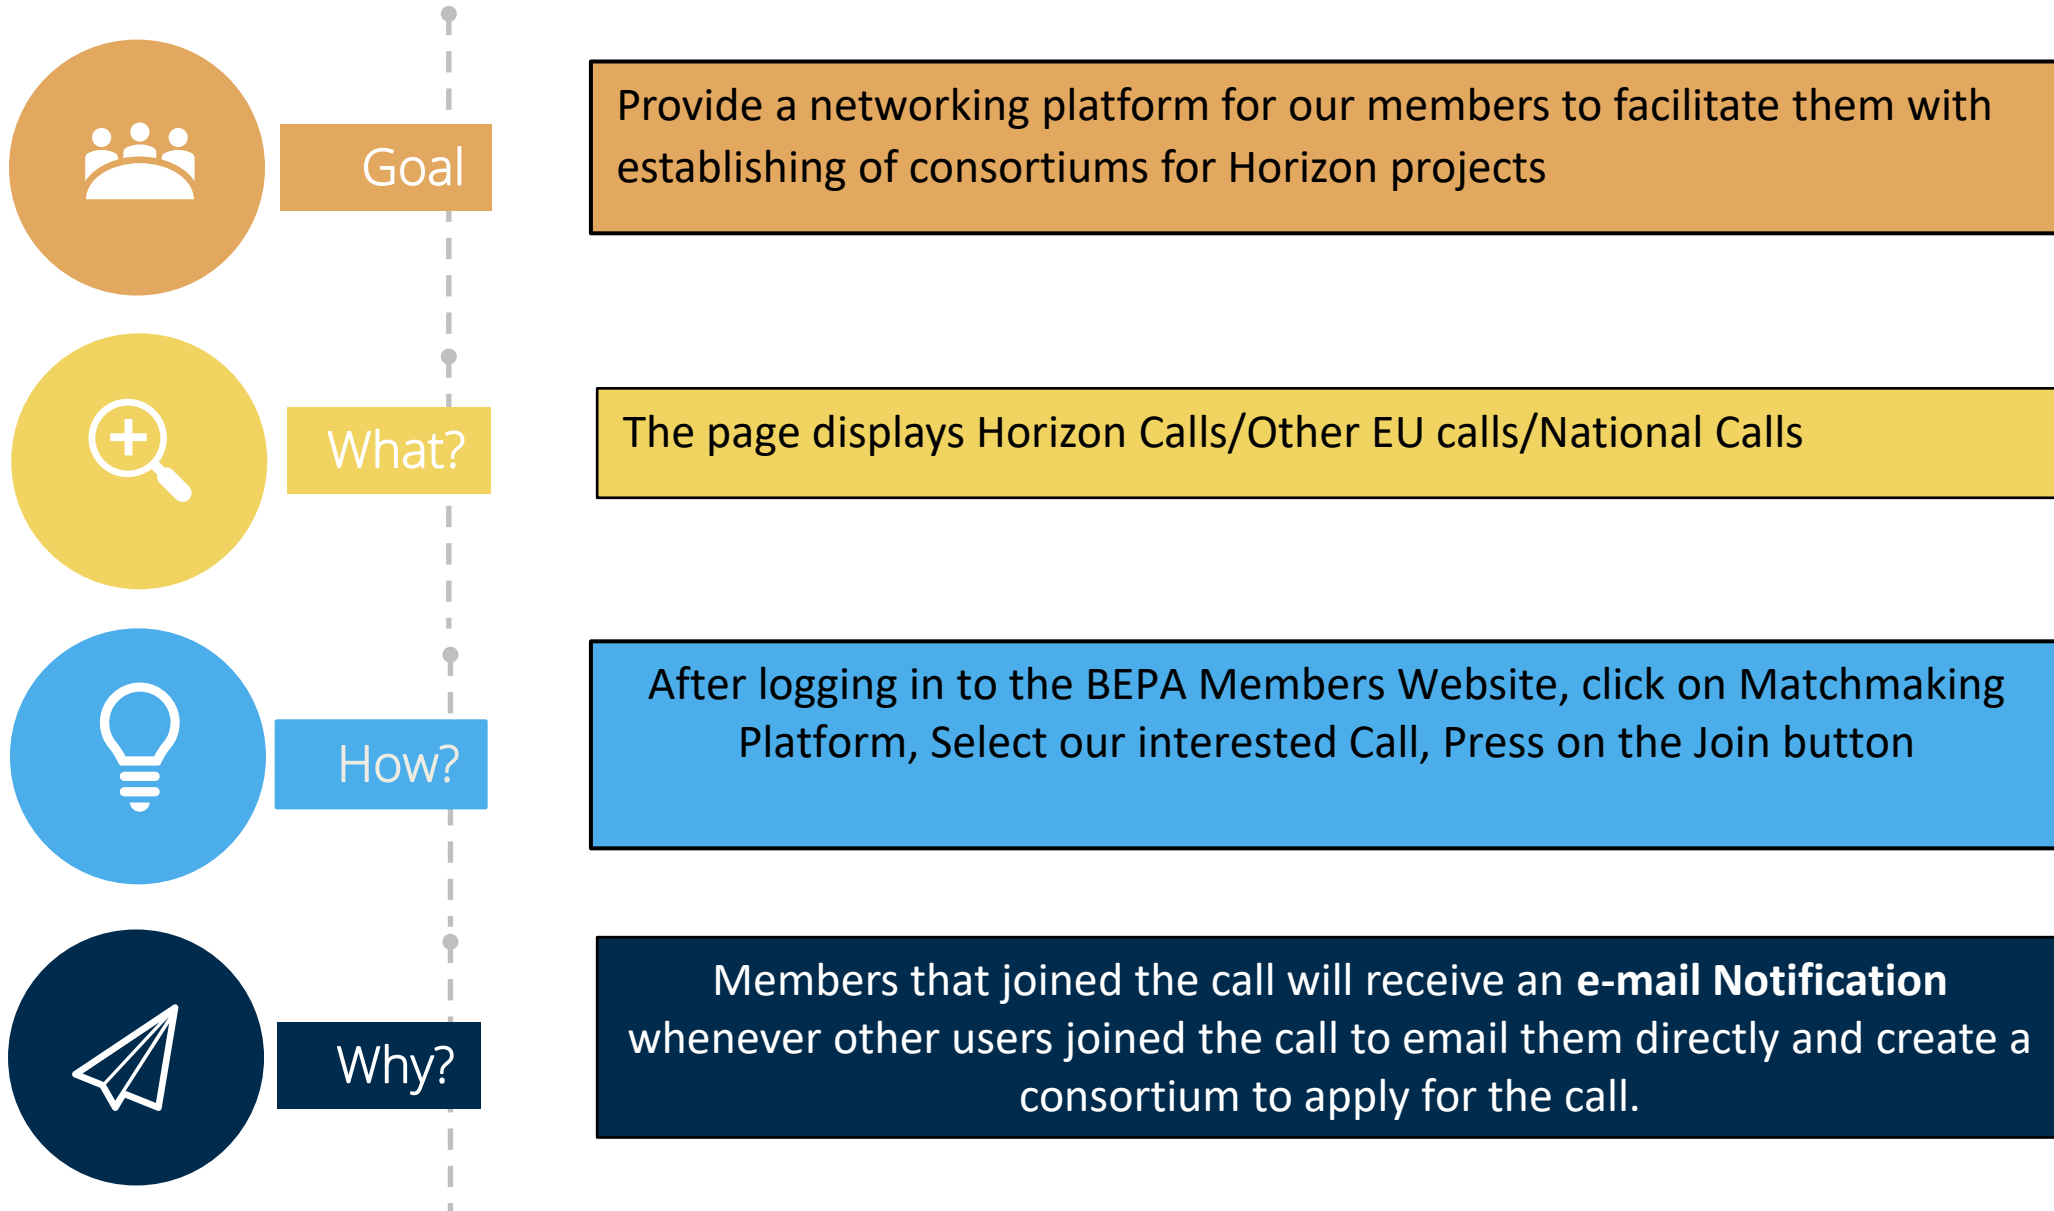 Goal
Provide a networking platform for our members to facilitate them with
establishing of consortiums for Horizon projects
What?
The page displays Horizon Calls/Other EU calls/National Calls
How?
After logging in to the BEPA Members Website, click on Matchmaking
Platform, Select our interested Call, Press on the Join button
Why?
Members that joined the call will receive an e-mail Notification
whenever other users joined the call to email them directly and create a
consortium to apply for the call.